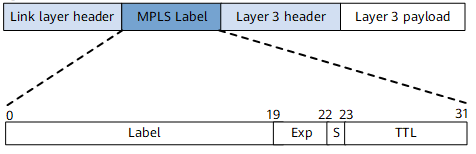 Link layer header MPLS Label Layer 3 header Layer 3 payload
0 19 22 23 31
Label Exp S TTL